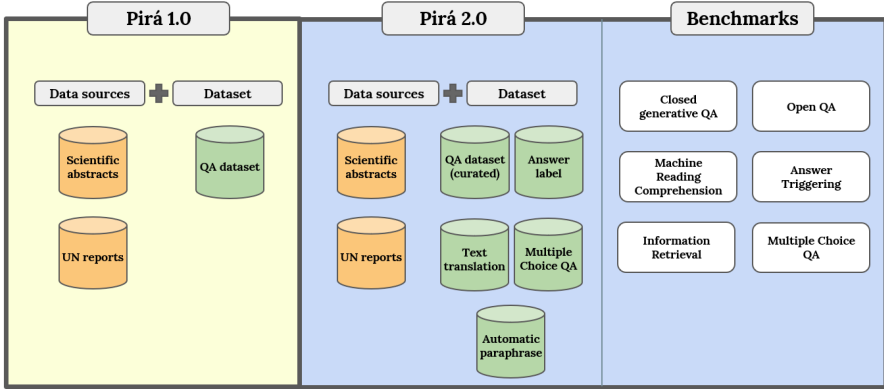 Pirá 1.0
Data sources
Dataset
Scientific
abstracts
QA dataset
UN reports
Pirá 2.0
Data sources
Dataset
Scientific
abstracts
QA dataset
(curated)
Answer
label
UN reports
Text
translation
Multiple
Choice QA
Automatic
paraphrase
Benchmarks
Closed
generative QA
Open QA
Machine
Reading
Comprehension
Answer
Triggering
Information
Retrieval
Multiple Choice
QA